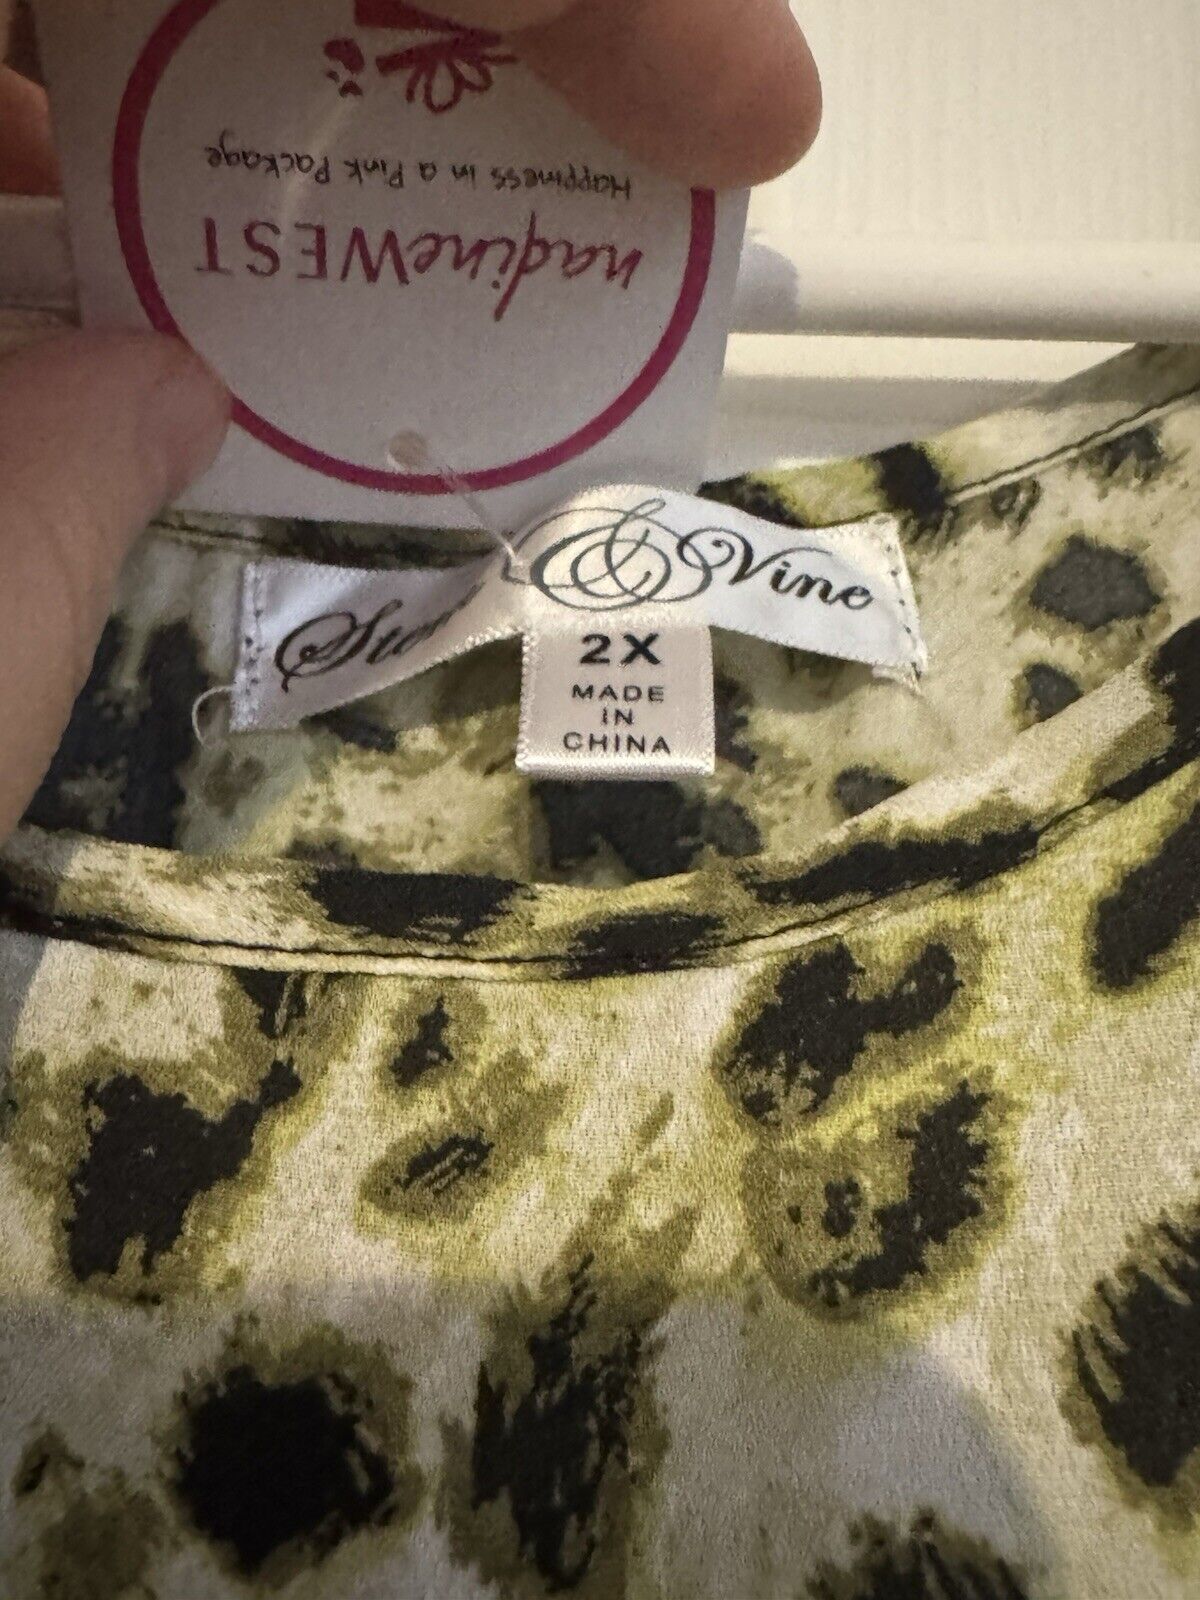 nadineWEST
Happiness in a Pink Package
& Vine
2X
MADE
IN
CHINA